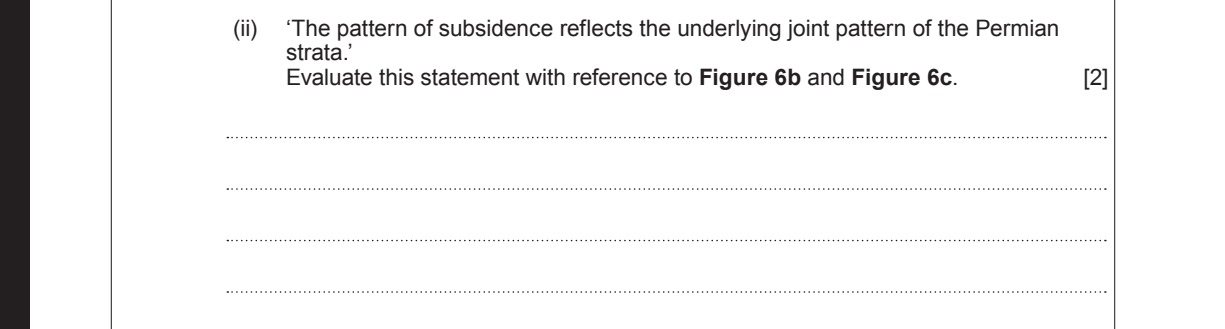 (ii) ‘The pattern of subsidence reflects the underlying joint pattern of the Permian
strata.’
Evaluate this statement with reference to Figure 6b and Figure 6c. [2]